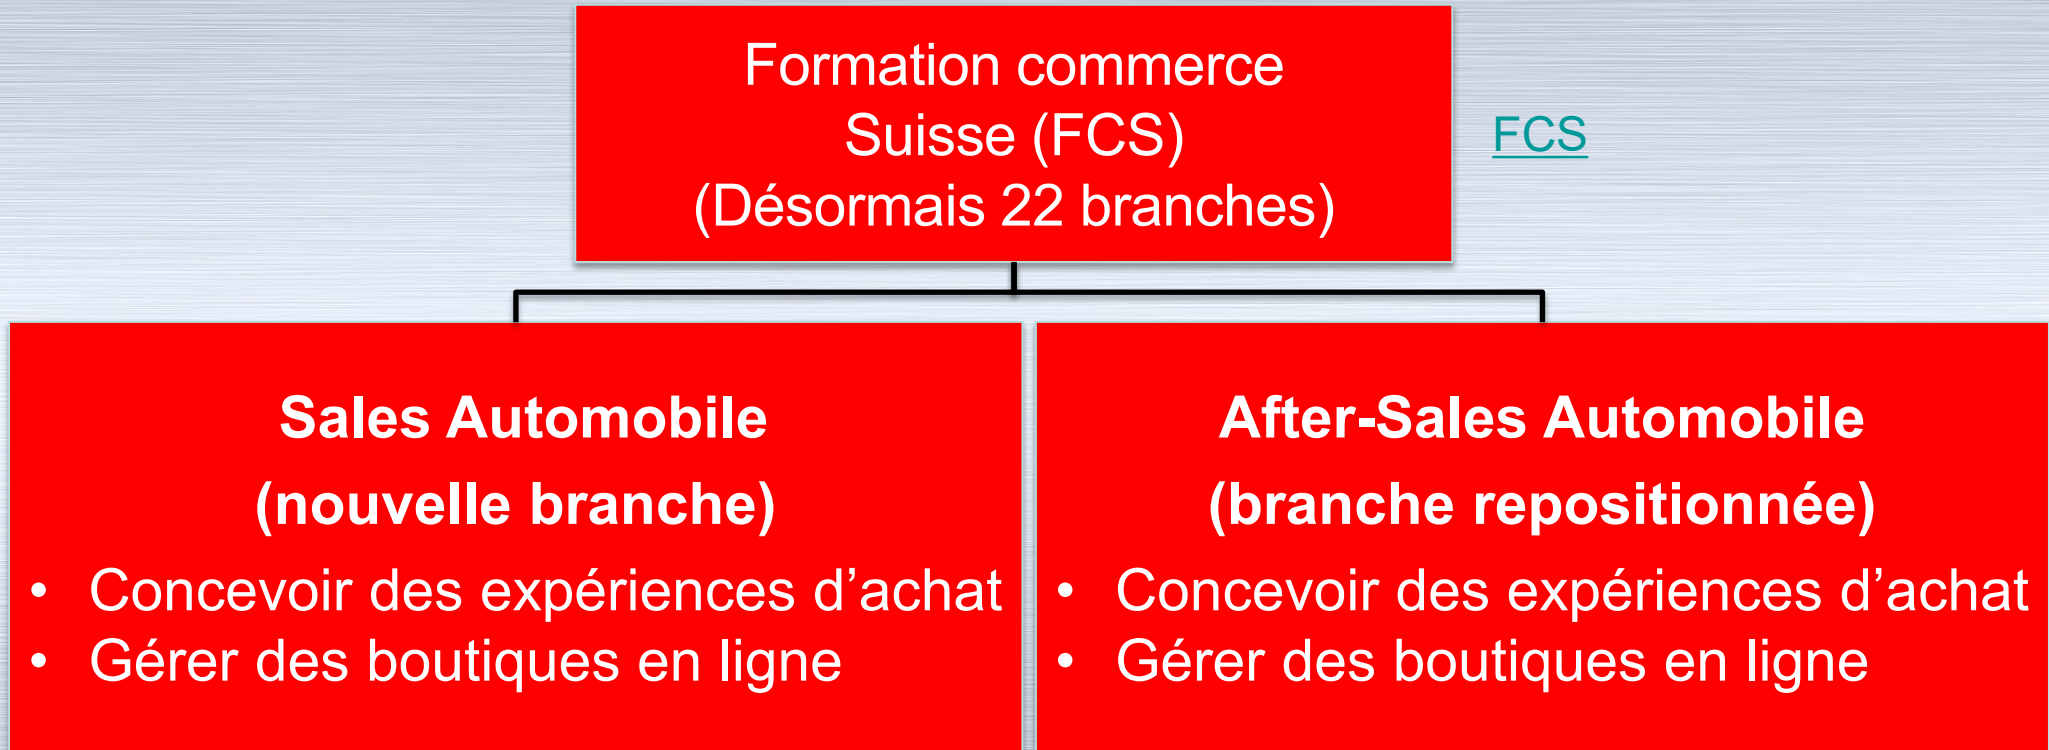 Formation commerce
Suisse (FCS)
(Désormais 22 branches)
FCS
Sales Automobile
(nouvelle branche)
• Concevoir des expériences d’achat
• Gérer des boutiques en ligne
After-Sales Automobile
(branche repositionnée)
• Concevoir des expériences d’achat
• Gérer des boutiques en ligne